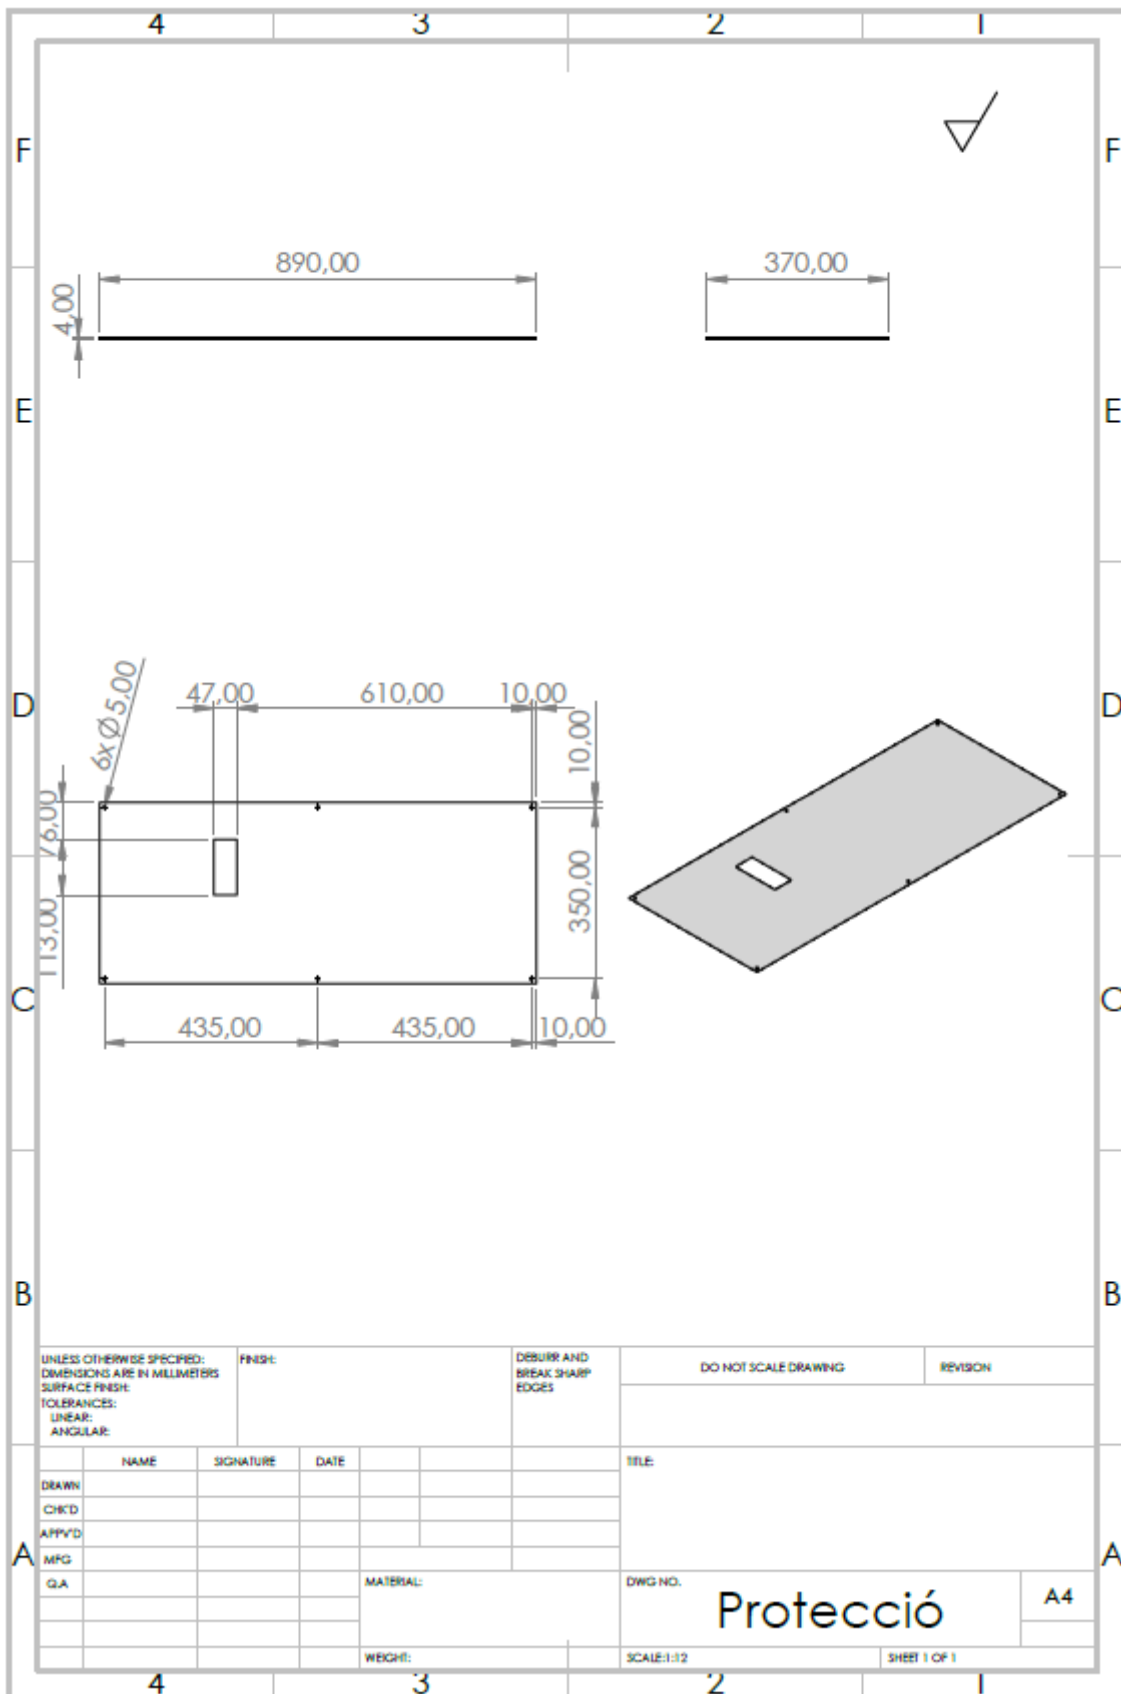 4 3 2 1
F F
890,00 370,00
4,00
E E
6x Ø5,00
47,00 610,00 10,00
D D
10,00
76,00
113,00
350,00
C C
435,00 435,00 10,00
B B
UNLESS OTHERWISE SPECIFIED:
DIMENSIONS ARE IN MILLIMETERS
SURFACE FINISH:
TOLERANCES:
LINEAR:
ANGULAR:
FINISH:
DEBURR AND
BREAK SHARP
EDGES
DO NOT SCALE DRAWING
REVISION
NAME SIGNATURE DATE
DRAWN
CHK'D
APPV'D
MFG
Q.A
TITLE:
A A
MATERIAL:
DWG NO.
Protecció
A4
WEIGHT:
SCALE:1:12
SHEET 1 OF 1
4 3 2 1